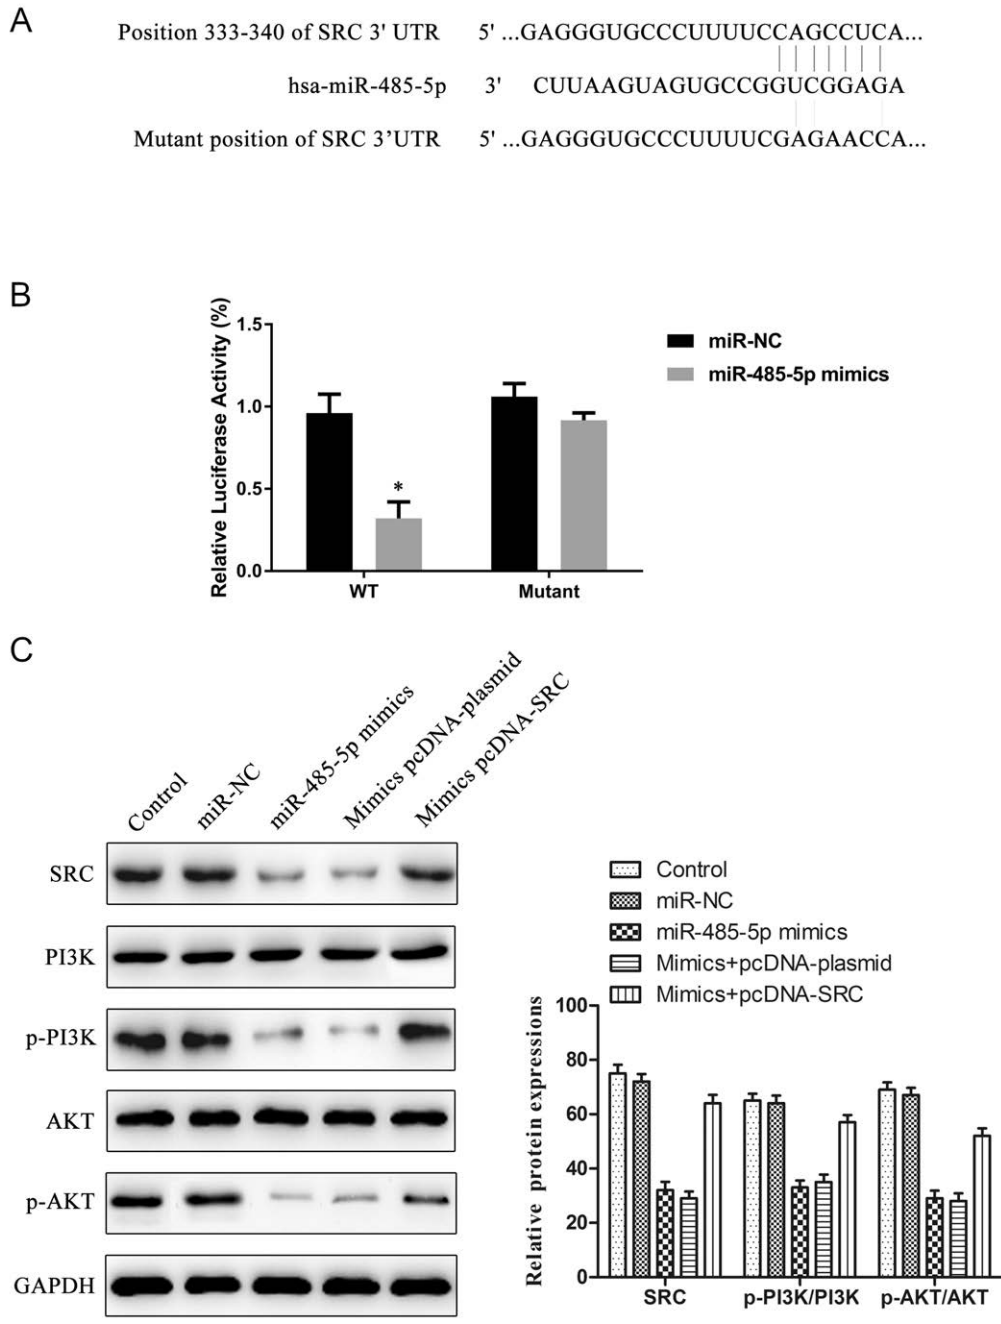 A
Position 333-340 of SRC 3' UTR 5' ...GAGGGUGCCCUUUUCCAGCCUCA...
hsa-miR-485-5p 3' CUUAAGUAGUGCCGGUCGGAGA
Mutant position of SRC 3’UTR 5' ...GAGGGUGCCCUUUUCGAGAACCA...
B
Relative Luciferase Activity (%)
1.5
1.0
0.5
0.0
*
WT
Mutant
miR-NC
miR-485-5p mimics
C
Control
miR-NC
miR-485-5p mimics
Mimics pcDNA-plasmid
Mimics pcDNA-SRC
SRC
PI3K
p-PI3K
AKT
p-AKT
GAPDH
Control
miR-NC
miR-485-5p mimics
Mimics+pcDNA-plasmid
Mimics+pcDNA-SRC
Relative protein expressions
100
80
60
40
20
0
SRC
p-PI3K/PI3K
p-AKT/AKT